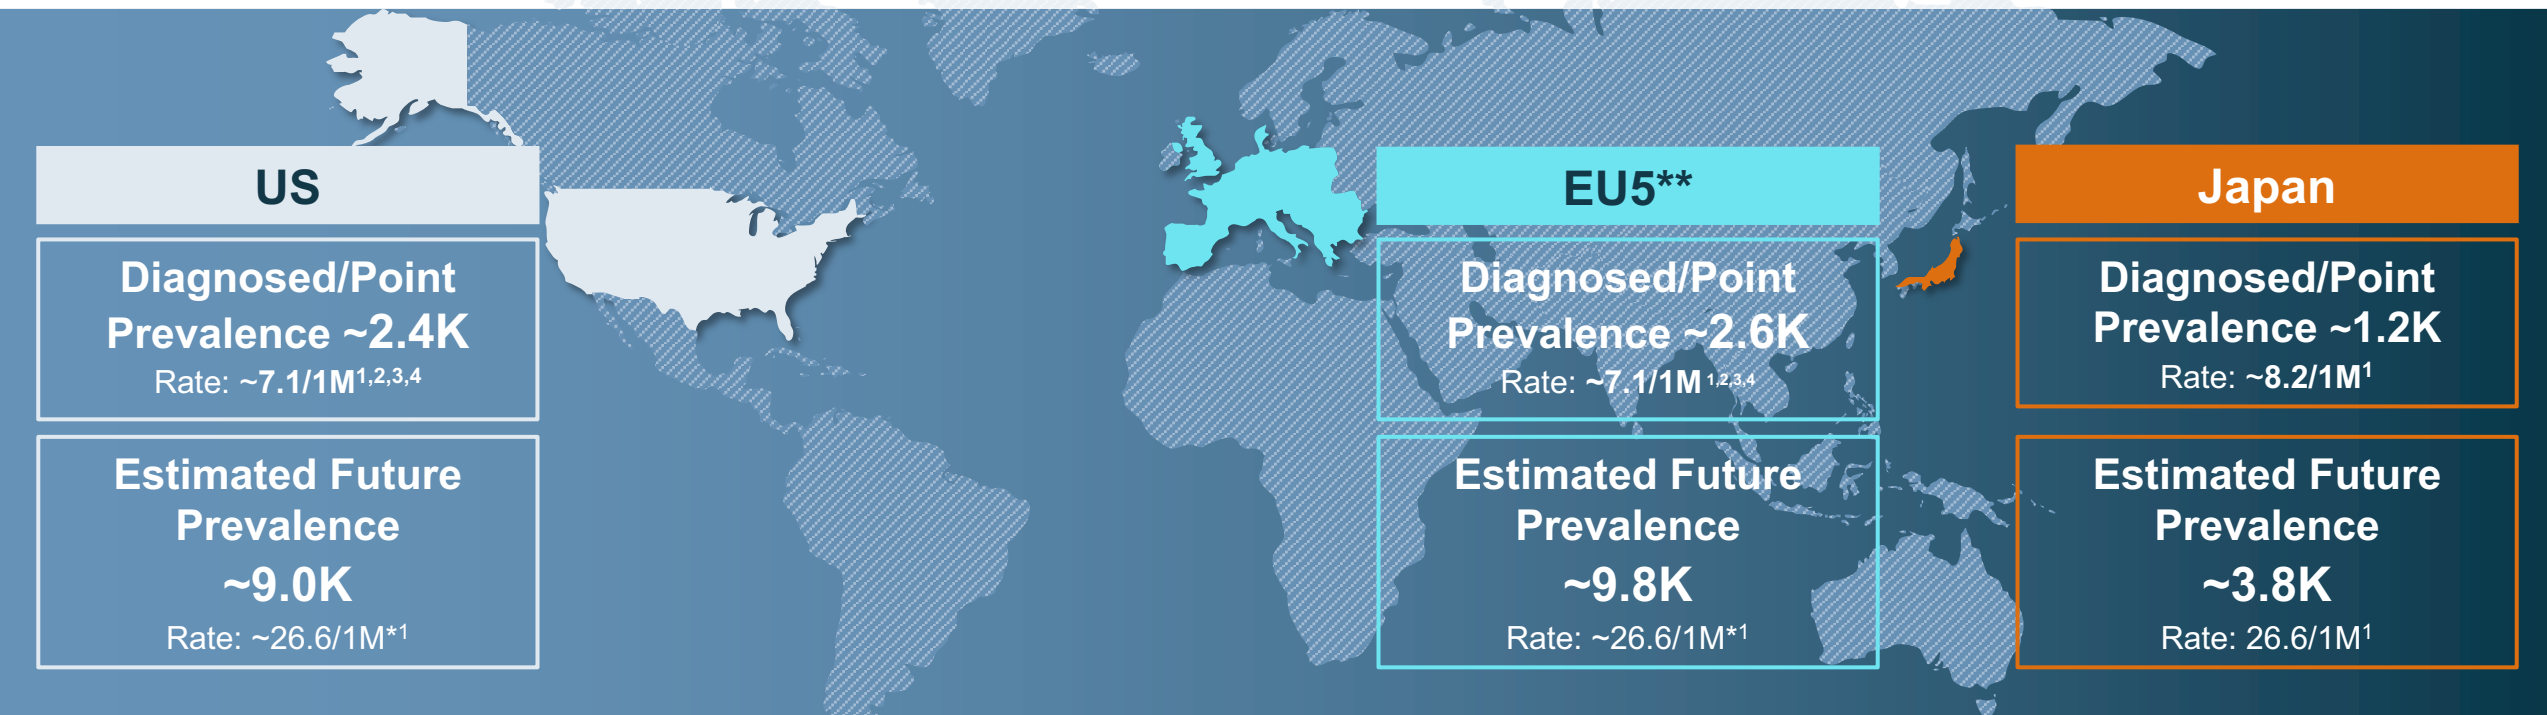 US
Diagnosed/Point
Prevalence ~2.4K
Rate: ~7.1/1M1,2,3,4
Estimated Future
Prevalence
~9.0K
Rate: ~26.6/1M*1
EU5**
Diagnosed/Point
Prevalence ~2.6K
Rate: ~7.1/1M 1,2,3,4
Estimated Future
Prevalence
~9.8K
Rate: ~26.6/1M*1
Japan
Diagnosed/Point
Prevalence ~1.2K
Rate: ~8.2/1M1
Estimated Future
Prevalence
~3.8K
Rate: 26.6/1M1